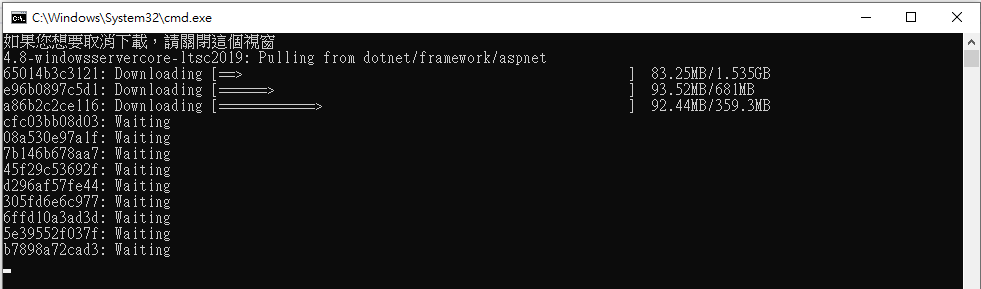 C:\Windows\System32\cmd.exe
如果您想要取消下載，請關閉這個視窗
4.8-windowsservercore-ltsc2019: Pulling from dotnet/framework/aspnet
65014b3c3121: Downloading [==>                                                ]  83.25MB/1.535GB
e96b0897c5d1: Downloading [======>                                            ]  93.52MB/681MB
a86b2c2ce116: Downloading [============>                                      ]  92.44MB/359.3MB
cfc03bb08d03: Waiting
08a530e97a1f: Waiting
7b146b678aa7: Waiting
45f29c53692f: Waiting
d296af57fe44: Waiting
305fd6e6c977: Waiting
6ffd10a3ad3d: Waiting
5e39552f037f: Waiting
b7898a72cad3: Waiting